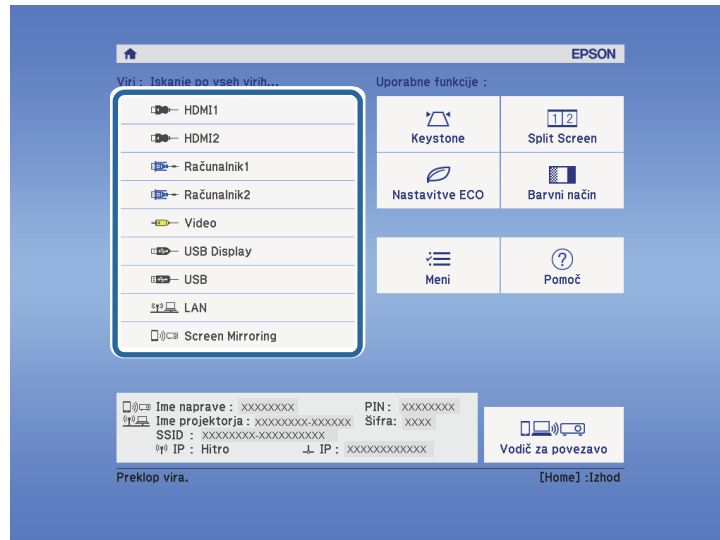 EPSON
Viri : Iskanje po vseh virih...
HDMI1
HDMI2
Računalnik1
Računalnik2
Video
USB Display
USB
LAN
Screen Mirroring
Uporabne funkcije :
Keystone
1 2
Split Screen
Nastavitve ECO
Barvni način
Meni
?
Pomoč
Ime naprave : XXXXXXXX PIN : XXXXXXXX
Ime projektorja : XXXXXXXX-XXXXXX Šifra: XXXX
SSID : XXXXXXXX-XXXXXXXXXX
IP : Hitro IP : XXXXXXXXXXXX
Vodič za povezavo
Preklop vira. [Home] :Izhod